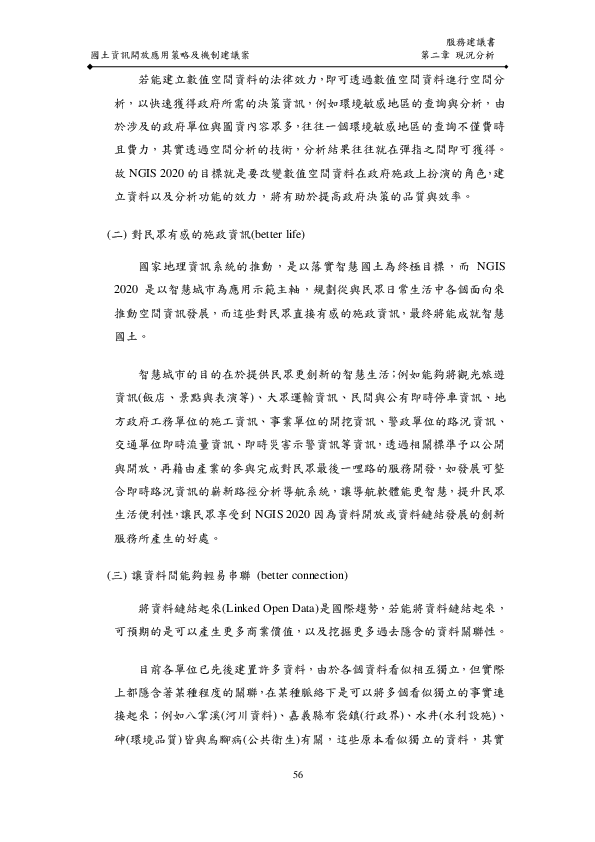 服務建議書
國土資訊開放應用策略及機制建議案 第二章 現況分析
若能建立數值空間資料的法律效力，即可透過數值空間資料進行空間分
析，以快速獲得政府所需的決策資訊，例如環境敏感地區的查詢與分析，由
於涉及的政府單位與圖資內容眾多，往往一個環境敏感地區的查詢不僅費時
且費力，其實透過空間分析的技術，分析結果往往就在彈指之間即可獲得。
故 NGIS 2020 的目標就是要改變數值空間資料在政府施政上扮演的角色，建
立資料以及分析功能的效力，將有助於提高政府決策的品質與效率。
(二) 對民眾有感的施政資訊(better life)
國家地理資訊系統的推動，是以落實智慧國土為終極目標，而 NGIS
2020 是以智慧城市為應用示範主軸，規劃從與民眾日常生活中各個面向來
推動空間資訊發展，而這些對民眾直接有感的施政資訊，最終將能成就智慧
國土。
智慧城市的目的在於提供民眾更創新的智慧生活；例如能夠將觀光旅遊
資訊(飯店、景點與表演等)、大眾運輸資訊、民間與公有即時停車資訊、地
方政府工務單位的施工資訊、事業單位的開挖資訊、警政單位的路況資訊、
交通單位即時流量資訊、即時災害示警資訊等資訊，透過相關標準予以公開
與開放，再藉由產業的參與完成對民眾最後一哩路的服務開發，如發展可整
合即時路況資訊的嶄新路徑分析導航系統，讓導航軟體能更智慧，提升民眾
生活便利性，讓民眾享受到 NGIS 2020 因為資料開放或資料鏈結發展的創新
服務所產生的好處。
(三) 讓資料間能夠輕易串聯 (better connection)
將資料鏈結起來(Linked Open Data)是國際趨勢，若能將資料鏈結起來，
可預期的是可以產生更多商業價值，以及挖掘更多過去隱含的資料關聯性。
目前各單位已先後建置許多資料，由於各個資料看似相互獨立，但實際
上都隱含著某種程度的關聯，在某種脈絡下是可以將多個看似獨立的事實連
接起來；例如八掌溪(河川資料)、嘉義縣布袋鎮(行政界)、水井(水利設施)、
砷(環境品質)皆與烏腳病(公共衛生)有關，這些原本看似獨立的資料，其實
56